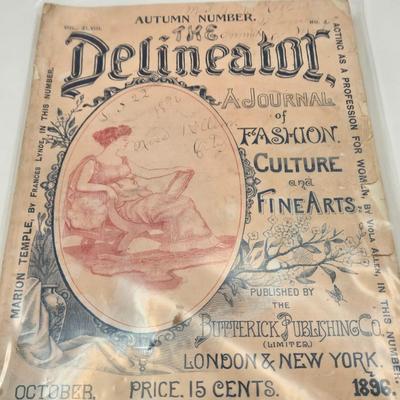 AUTUMN NUMBER.
VOL. XLVIII.
NO. 4.
THE
Delineator,
A JOURNAL
of
FASHION.
CULTURE
and
FINE ARTS.
PUBLISHED BY
THE
BUTTERICK PUBLISHING CO.
(LIMITED)
LONDON & NEW YORK.
OCTOBER. PRICE. 15 CENTS. 1896.
MARION TEMPLE, BY FRANCES LYNDE, IN THIS NUMBER.
ACTING AS A PROFESSION FOR WOMEN, BY VIOLA ALLEN, IN THIS NUMBER.